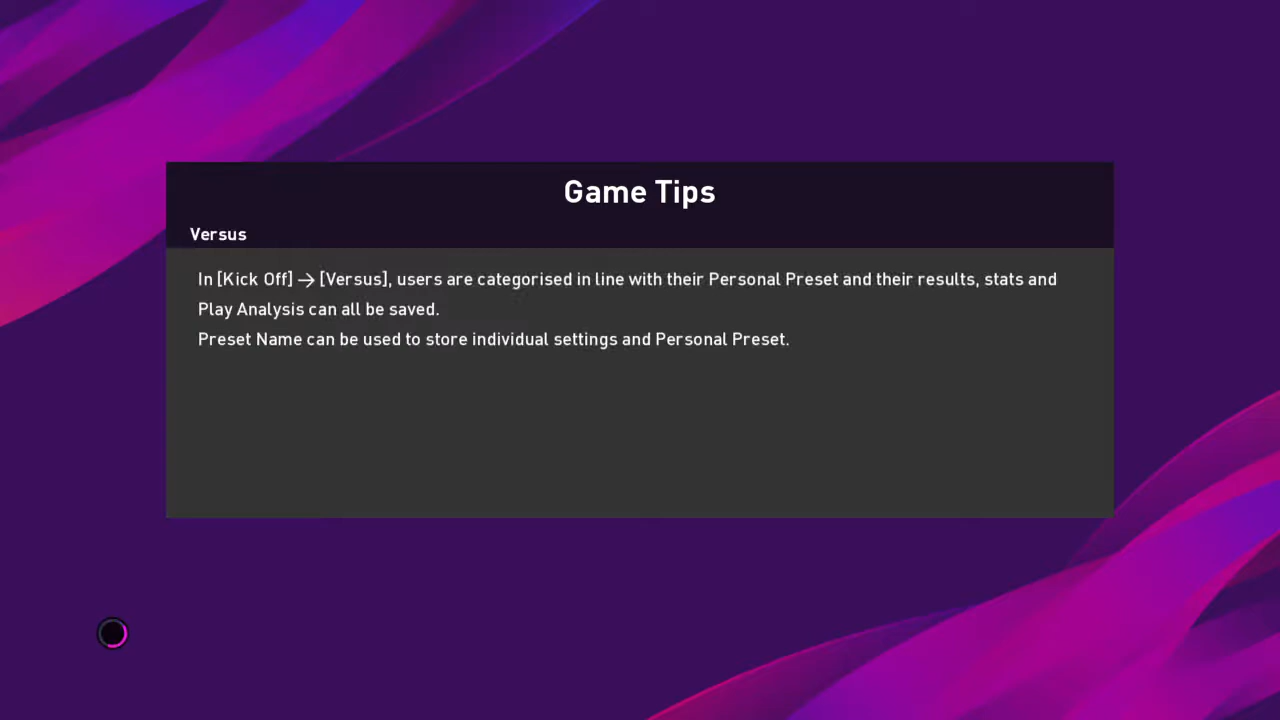 Game Tips
Versus
In [Kick Off] → [Versus], users are categorised in line with their Personal Preset and their results, stats and
Play Analysis can all be saved.
Preset Name can be used to store individual settings and Personal Preset.